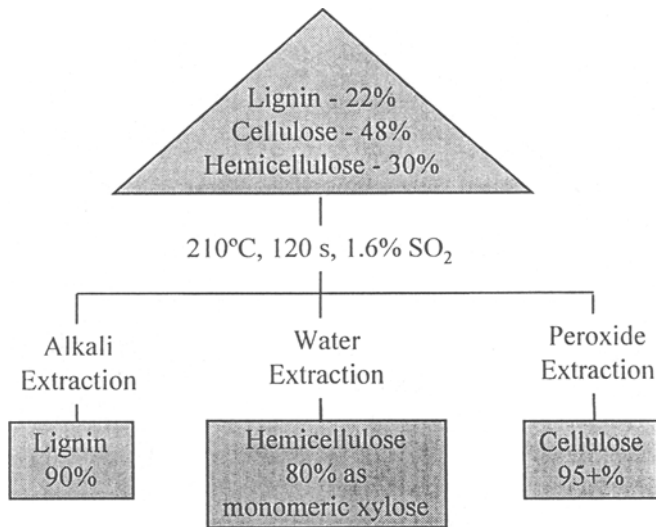 Lignin - 22%
Cellulose - 48%
Hemicellulose - 30%
210ºC, 120 s, 1.6% SO₂
Alkali
Extraction
Lignin
90%
Water
Extraction
Hemicellulose
80% as
monomeric xylose
Peroxide
Extraction
Cellulose
95+%